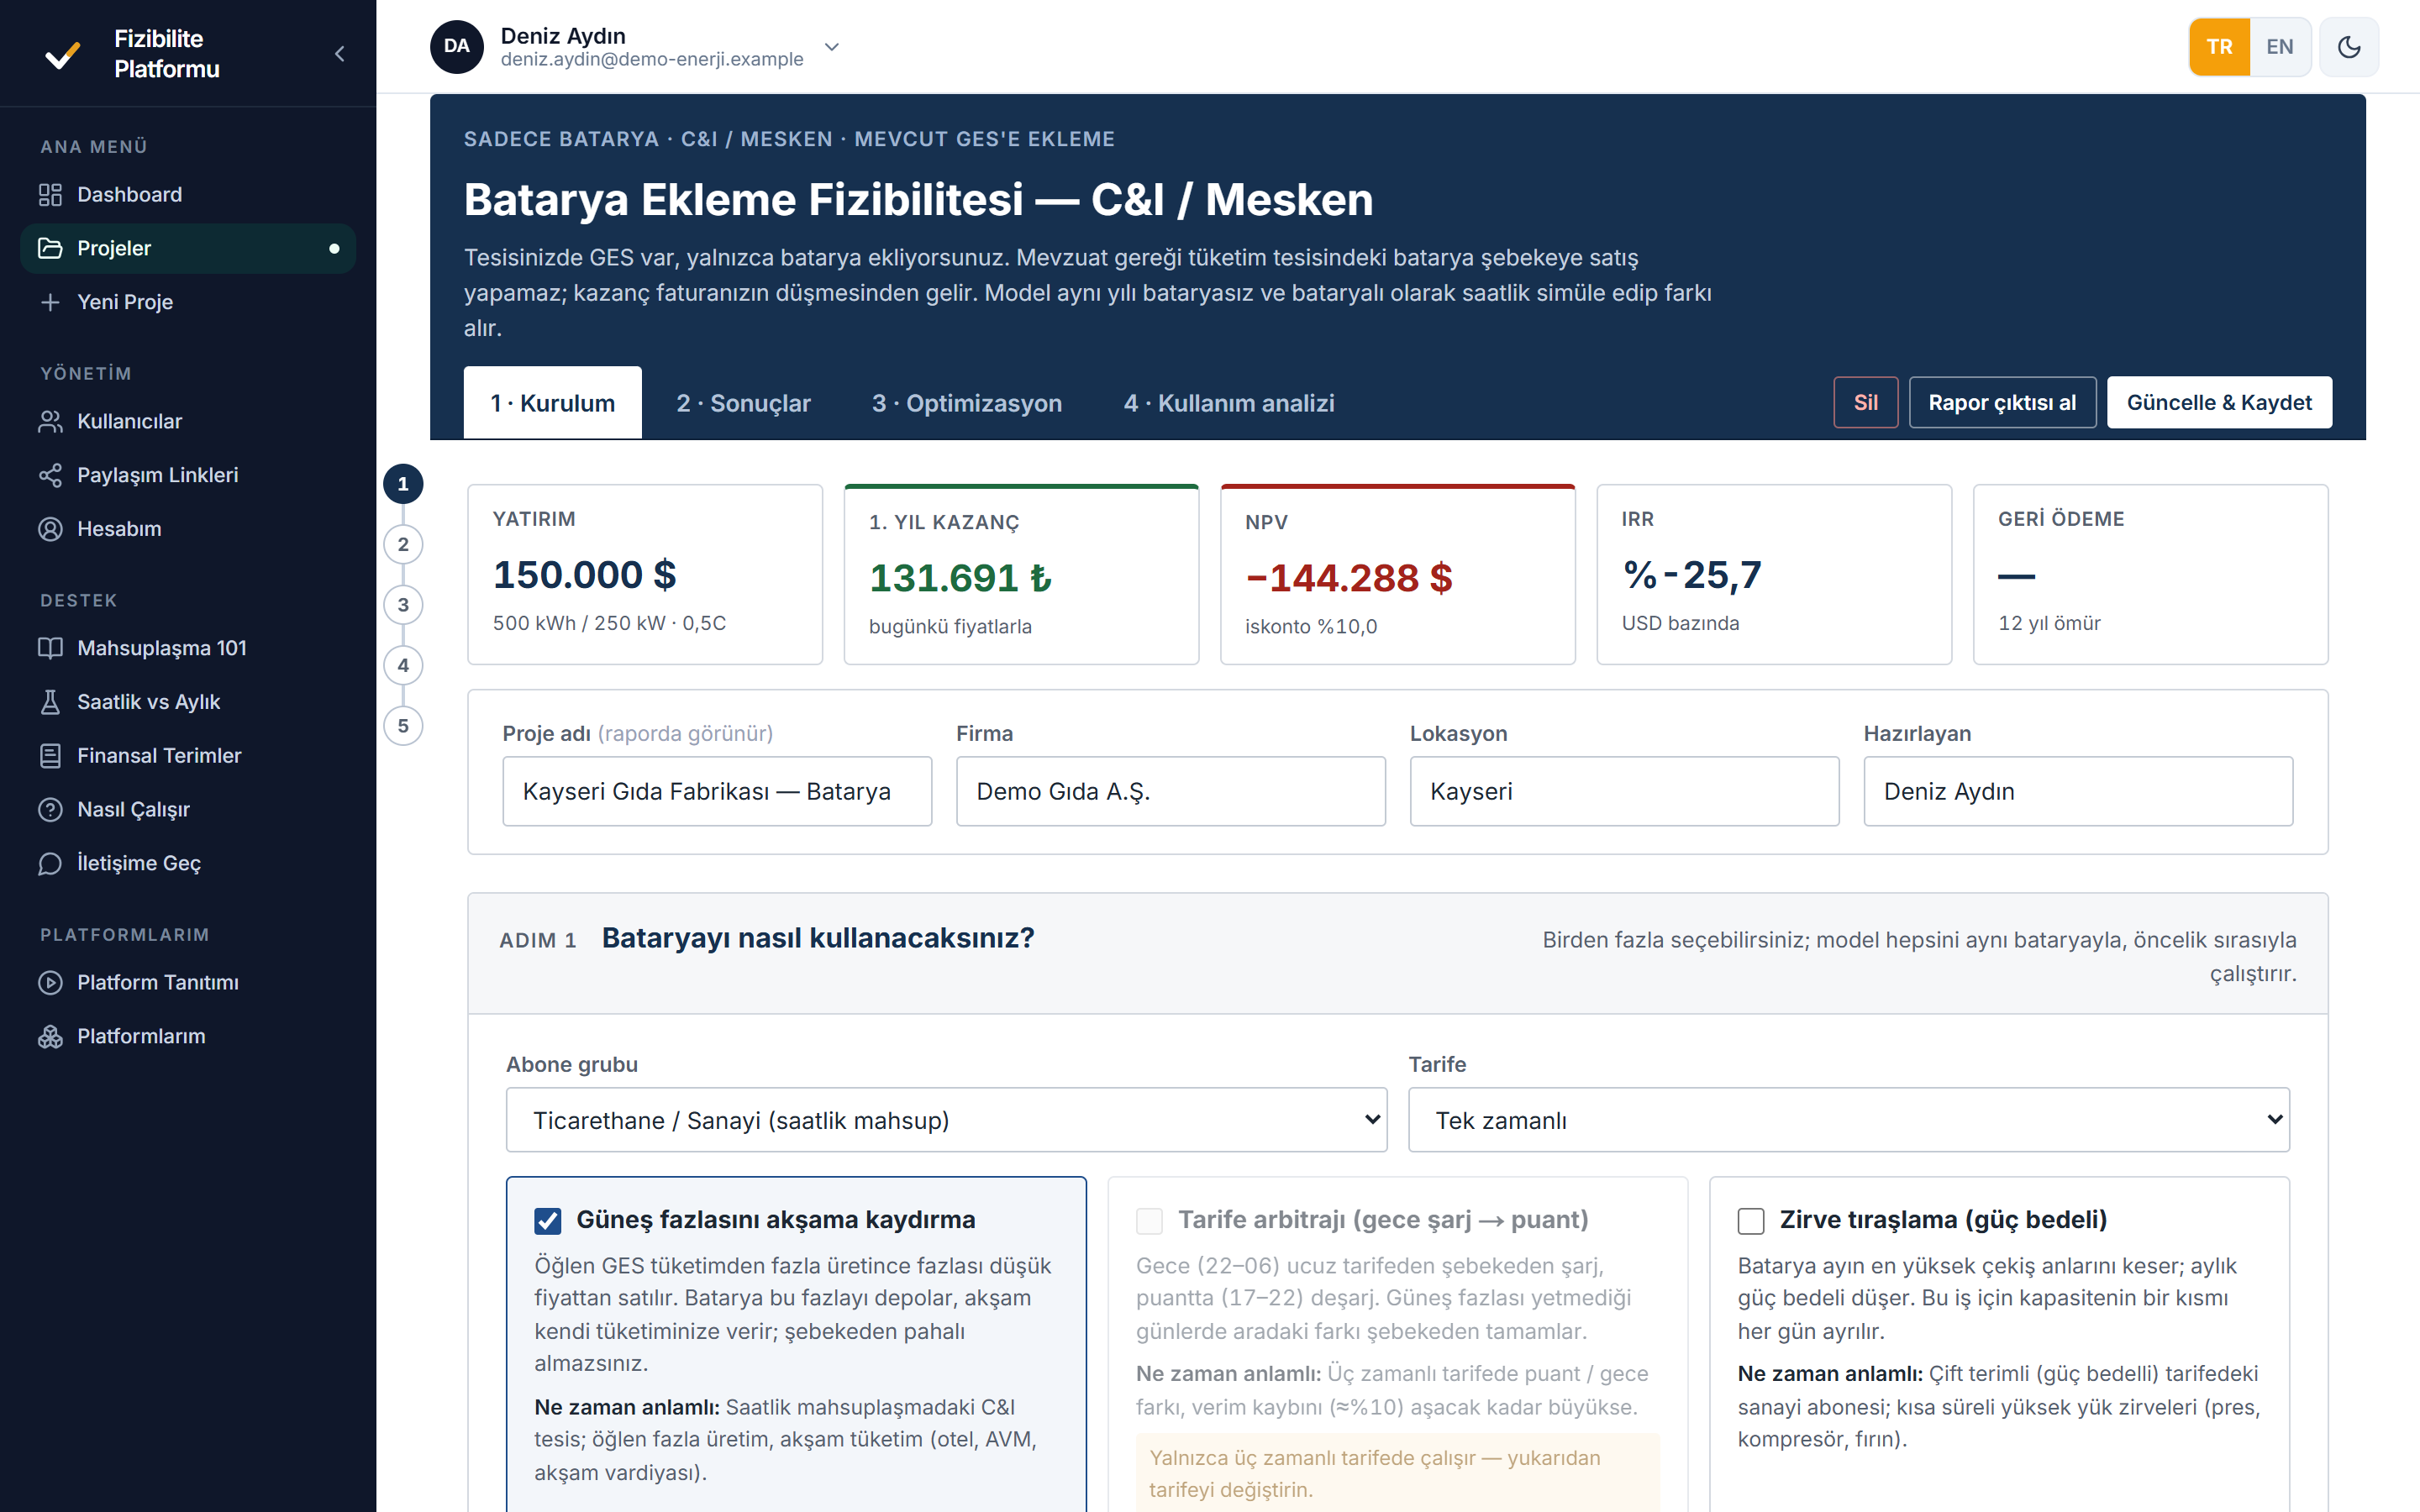 Fizibilite
Platformu
ANA MENÜ
Dashboard
Projeler
Yeni Proje
YÖNETİM
Kullanıcılar
Paylaşım Linkleri
Hesabım
DESTEK
Mahsuplaşma 101
Saatlik vs Aylık
Finansal Terimler
Nasıl Çalışır
İletişime Geç
PLATFORMLARIM
Platform Tanıtımı
Platformlarım
DA
Deniz Aydın
deniz.aydin@demo-enerji.example
TR
EN
SADECE BATARYA · C&I / MESKEN · MEVCUT GES'E EKLEME
Batarya Ekleme Fizibilitesi — C&I / Mesken
Tesisinizde GES var, yalnızca batarya ekliyorsunuz. Mevzuat gereği tüketim tesisindeki batarya şebekeye satış
yapamaz; kazanç faturanızın düşmesinden gelir. Model aynı yılı bataryasız ve bataryalı olarak saatlik simüle edip farkı
alır.
1 · Kurulum
2 · Sonuçlar
3 · Optimizasyon
4 · Kullanım analizi
Sil
Rapor çıktısı al
Güncelle & Kaydet
1
2
3
4
5
YATIRIM
150.000 $
500 kWh / 250 kW · 0,5C
1. YIL KAZANÇ
131.691 ₺
bugünkü fiyatlarla
NPV
−144.288 $
iskonto %10,0
IRR
%-25,7
USD bazında
GERİ ÖDEME
—
12 yıl ömür
Proje adı (raporda görünür)
Kayseri Gıda Fabrikası — Batarya
Firma
Demo Gıda A.Ş.
Lokasyon
Kayseri
Hazırlayan
Deniz Aydın
ADIM 1
Bataryayı nasıl kullanacaksınız?
Birden fazla seçebilirsiniz; model hepsini aynı bataryayla, öncelik sırasıyla
çalıştırır.
Abone grubu
Ticarethane / Sanayi (saatlik mahsup)
Tarife
Tek zamanlı
Güneş fazlasını akşama kaydırma
Öğlen GES tüketimden fazla üretince fazlası düşük
fiyattan satılır. Batarya bu fazlayı depolar, akşam
kendi tüketiminize verir; şebekeden pahalı
almazsınız.
Ne zaman anlamlı: Saatlik mahsuplaşmadaki C&I
tesis; öğlen fazla üretim, akşam tüketim (otel, AVM,
akşam vardiyası).
Tarife arbitrajı (gece şarj → puant)
Gece (22–06) ucuz tarifeden şebekeden şarj,
puantta (17–22) deşarj. Güneş fazlası yetmediği
günlerde aradaki farkı şebekeden tamamlar.
Ne zaman anlamlı: Üç zamanlı tarifede puant / gece
farkı, verim kaybını (≈%10) aşacak kadar büyükse.
Yalnızca üç zamanlı tarifede çalışır — yukarıdan
tarifeyi değiştirin.
Zirve tıraşlama (güç bedeli)
Batarya ayın en yüksek çekiş anlarını keser; aylık
güç bedeli düşer. Bu iş için kapasitenin bir kısmı
her gün ayrılır.
Ne zaman anlamlı: Çift terimli (güç bedelli) tarifedeki
sanayi abonesi; kısa süreli yüksek yük zirveleri (pres,
kompresör, fırın).